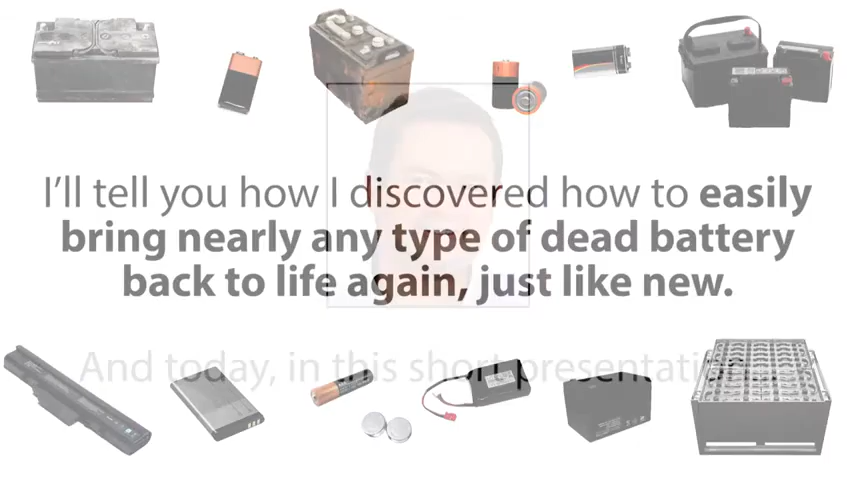 I'll tell you how I discovered how to easily
bring nearly any type of dead battery
back to life again, just like new.
And today, in this short presentation